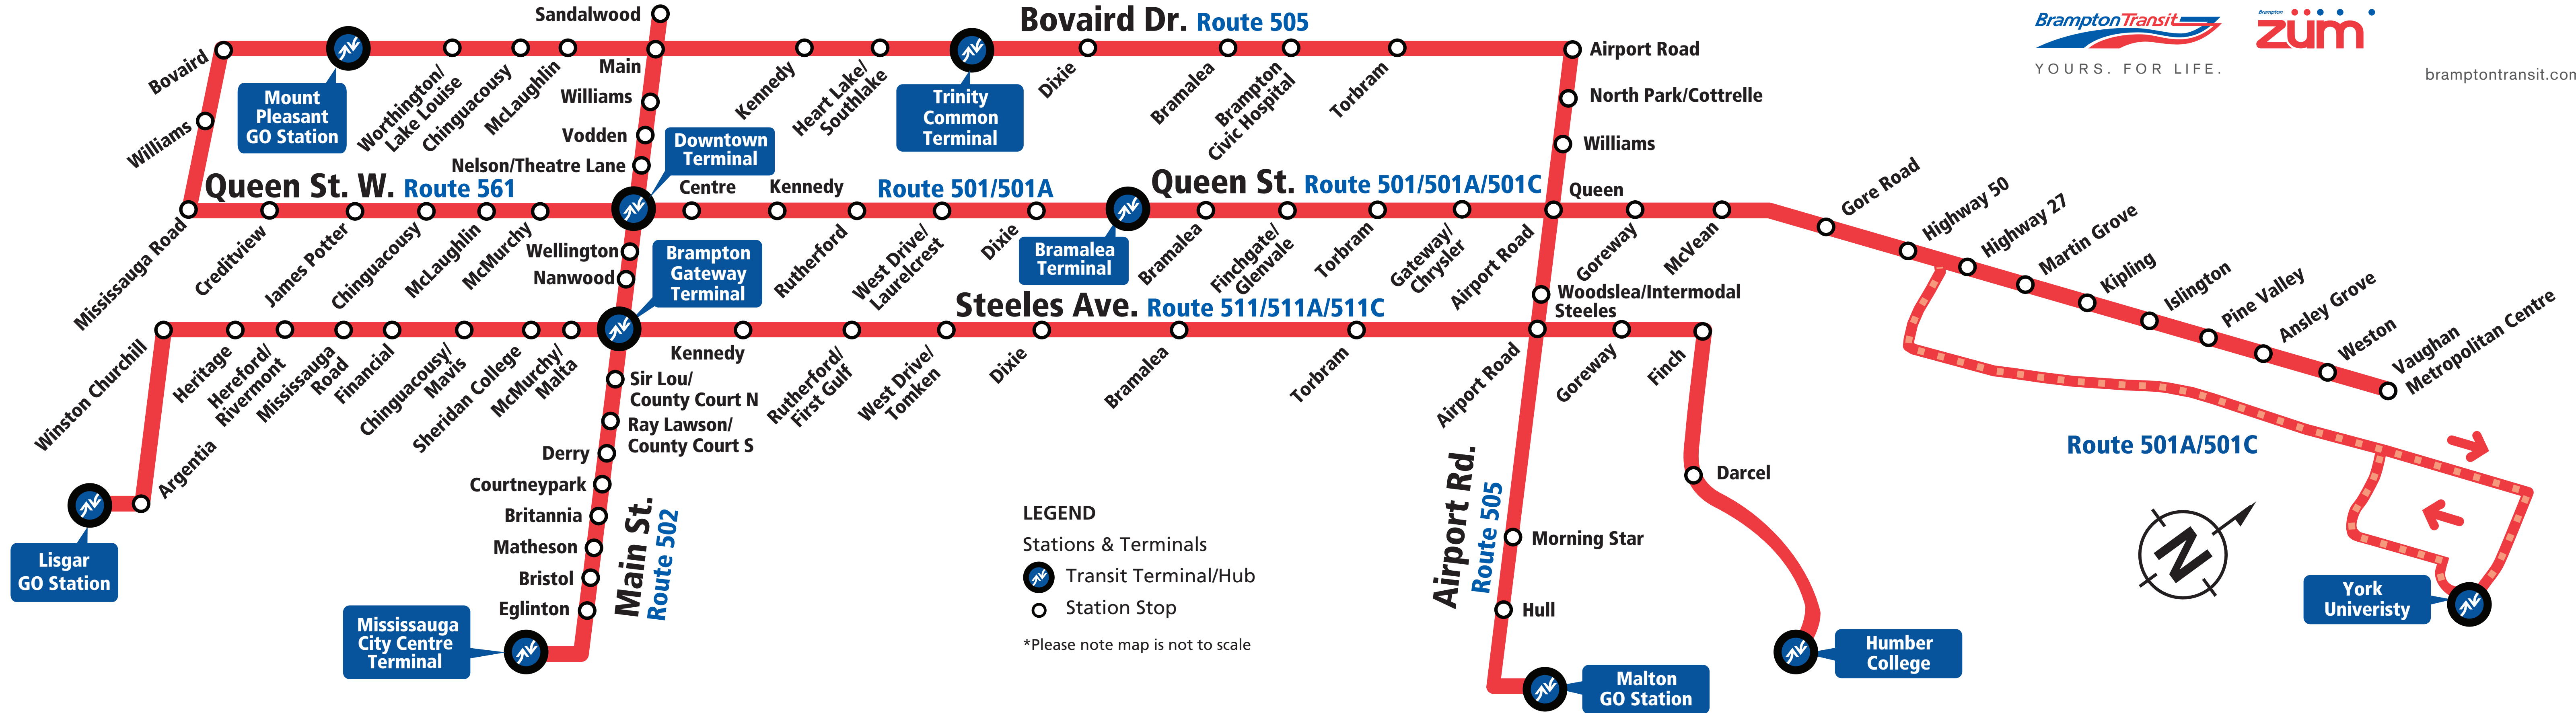 Sandalwood
Bovaird Dr. Route 505
Brampton Transit
YOURS. FOR LIFE.
Brampton
züm
bramptontransit.com
Bovaird
Mount
Pleasant
GO Station
Worthington/
Lake Louise
Chinguacousy
McLaughlin
Main
Kennedy
Heart Lake/
Southlake
Trinity
Common
Terminal
Dixie
Bramalea
Brampton
Civic Hospital
Torbram
Airport Road
North Park/Cottrelle
Williams
Williams
Williams
Vodden
Nelson/Theatre Lane
Downtown
Terminal
Queen St. W. Route 561
Centre
Kennedy
Route 501/501A
Queen St. Route 501/501A/501C
Queen
Mississauga Road
Creditview
James Potter
Chinguacousy
McLaughlin
McMurchy
Wellington
Nanwood
Brampton
Gateway
Terminal
Rutherford
West Drive/
Laurelcrest
Dixie
Bramalea
Terminal
Bramalea
Finchgate/
Glenvale
Torbram
Gateway/
Chrysler
Airport Road
Goreway
McVean
Gore Road
Highway 50
Highway 27
Martin Grove
Kipling
Islington
Pine Valley
Ansley Grove
Weston
Vaughan
Metropolitan Centre
Woodslea/Intermodal
Steeles
Steeles Ave. Route 511/511A/511C
Winston Churchill
Heritage
Hereford/
Rivermont
Mississauga
Road
Financial
Chinguacousy/
Mavis
Sheridan College
McMurchy/
Malta
Kennedy
Rutherford/
First Gulf
West Drive/
Tomken
Dixie
Bramalea
Torbram
Airport Road
Goreway
Finch
Argentia
Lisgar
GO Station
Sir Lou/
County Court N
Ray Lawson/
County Court S
Derry
Courtneypark
Britannia
Matheson
Bristol
Eglinton
Main St.
Route 502
Mississauga
City Centre
Terminal
LEGEND
Stations & Terminals
Transit Terminal/Hub
Station Stop
*Please note map is not to scale
Airport Rd.
Route 505
Morning Star
Hull
Malton
GO Station
Darcel
Humber
College
Route 501A/501C
N
York
Univeristy